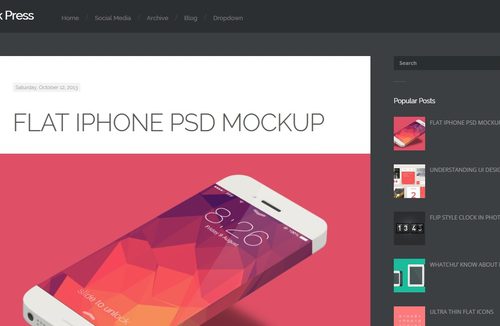 k Press
Home / Social Media / Archive / Blog / Dropdown
Saturday, October 12, 2013
FLAT IPHONE PSD MOCKUP
8:26
Friday 9 August
slide to unlock
Search
Popular Posts
FLAT IPHONE PSD MOCKUP
UNDERSTANDING UI DESI
FLIP STYLE CLOCK IN PHOT
WHATCHU' KNOW ABOUT
ULTRA THIN FLAT ICONS